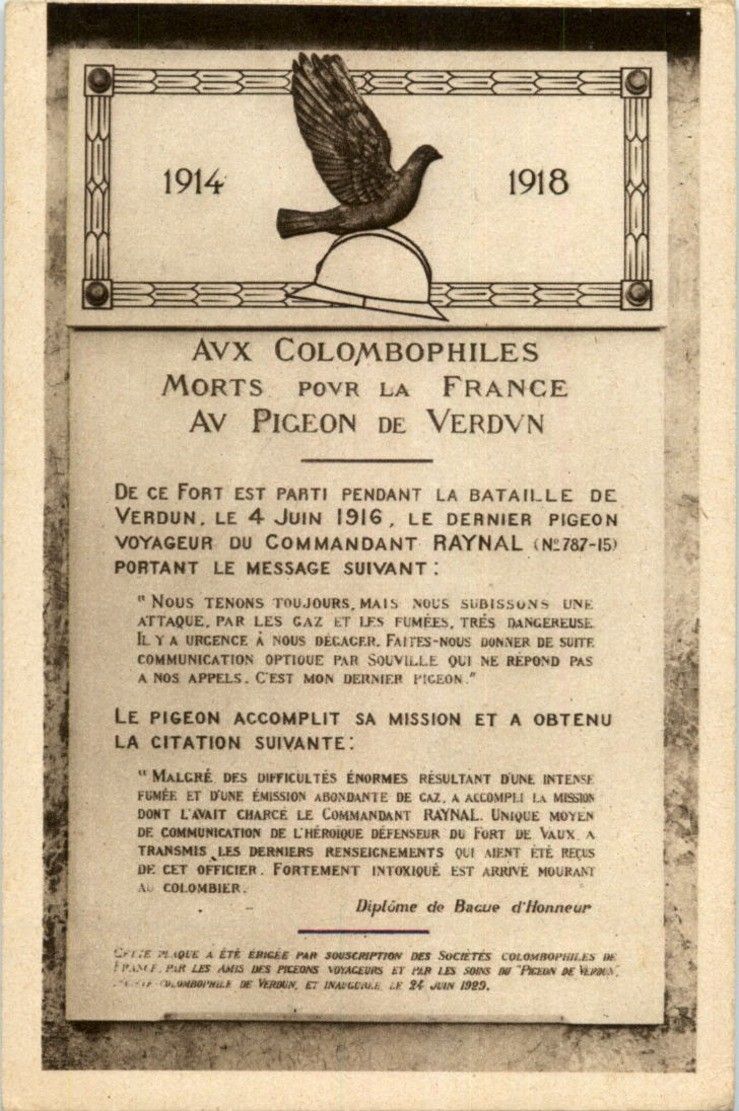 1914 1918
AVX COLOMBOPHILES
MORTS POVR LA FRANCE
AV PIGEON DE VERDVN
DE CE FORT EST PARTI PENDANT LA BATAILLE DE
VERDUN, LE 4 JUIN 1916, LE DERNIER PIGEON
VOYAGEUR DU COMMANDANT RAYNAL (Nº 787-15)
PORTANT LE MESSAGE SUIVANT :
" NOUS TENONS TOUJOURS, MAIS NOUS SUBISSONS UNE
ATTAQUE, PAR LES GAZ ET LES FUMÉES, TRÉS DANGEREUSE
IL Y A URGENCE À NOUS DÉGAGER. FAITES-NOUS DONNER DE SUITE
COMMUNICATION OPTIQUE PAR SOUVILLE QUI NE RÉPOND PAS
A NOS APPELS. C'EST MON DERNIER PIGEON."
LE PIGEON ACCOMPLIT SA MISSION ET A OBTENU
LA CITATION SUIVANTE :
" MALGRÉ DES DIFFICULTÉS ÉNORMES RÉSULTANT D'UNE INTENSE
FUMÉE ET D'UNE ÉMISSION ABONDANTE DE GAZ, A ACCOMPLI LA MISSION
DONT L'AVAIT CHARGÉ LE COMMANDANT RAYNAL. UNIQUE MOYEN
DE COMMUNICATION DE L'HÉROÏQUE DÉFENSEUR DU FORT DE VAUX, A
TRANSMIS LES DERNIERS RENSEIGNEMENTS QUI AIENT ÉTÉ REÇUS
DE CET OFFICIER. FORTEMENT INTOXIQUÉ EST ARRIVÉ MOURANT
AU COLOMBIER.
Diplôme de Bague d'Honneur
CETTE PLAQUE A ÉTÉ ÉRIGÉE PAR SOUSCRIPTION DES SOCIÉTÉS COLOMBOPHILES DE
FRANCE, PAR LES AMIS DES PIGEONS VOYAGEURS ET PAR LES SOINS DU "PIGEON DE VERDUN",
COLOMBOPHILE DE VERDUN, ET INAUGURÉE LE 24 JUIN 1929.